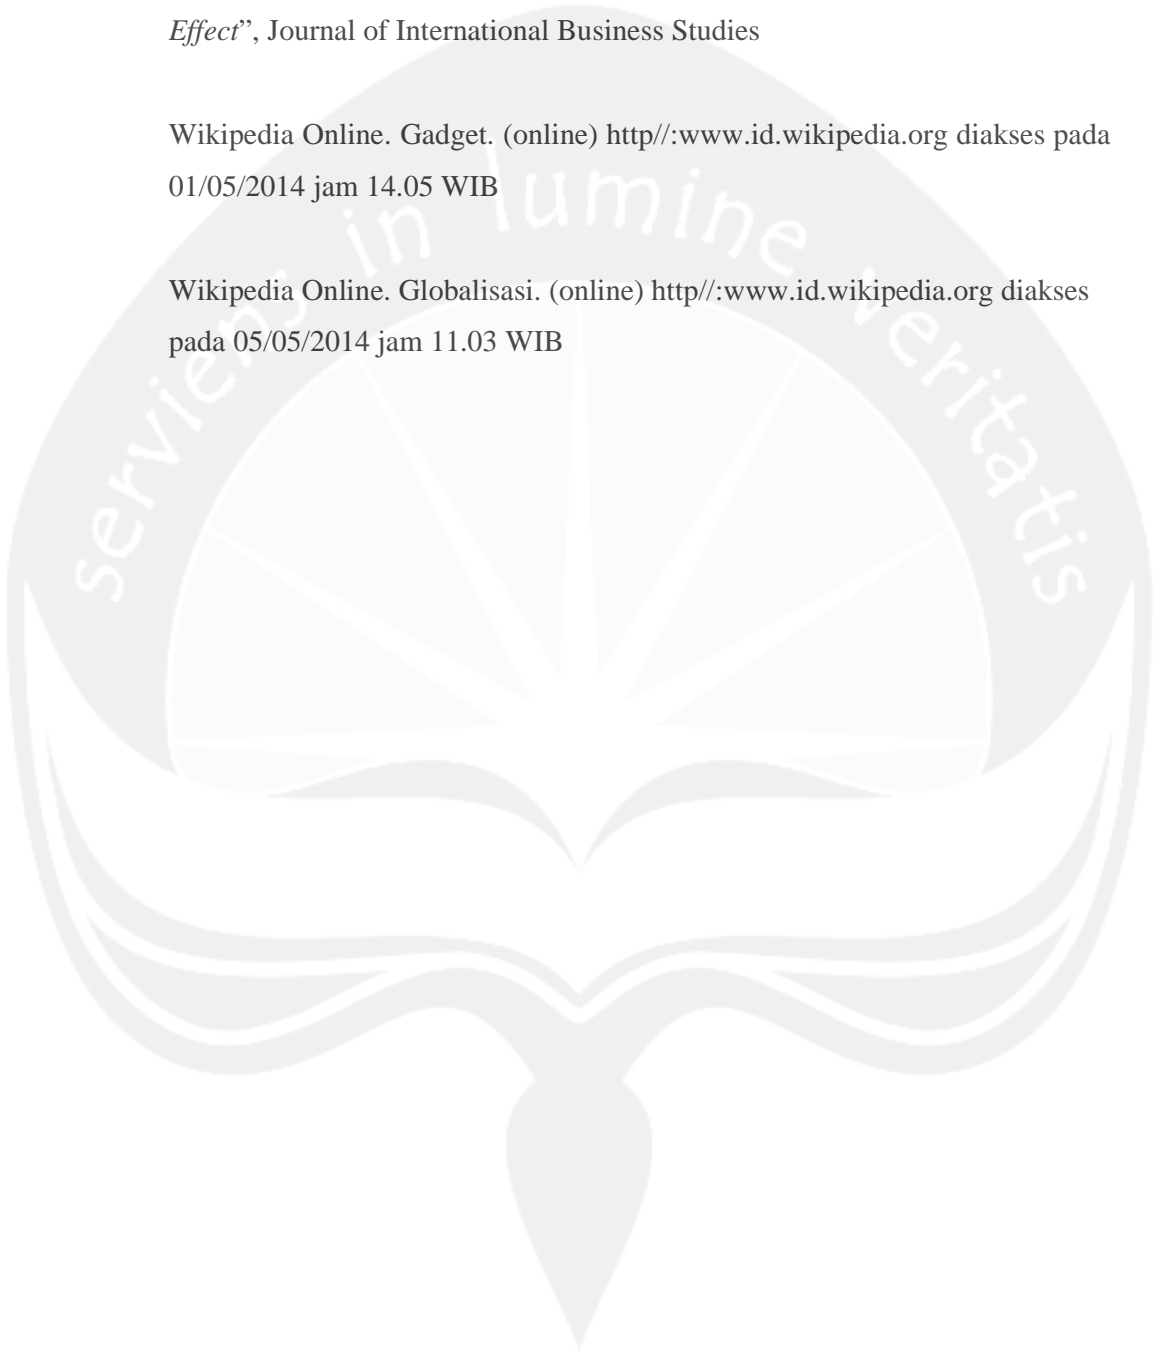 Effect”, Journal of International Business Studies
Wikipedia Online. Gadget. (online) http//:www.id.wikipedia.org diakses pada
01/05/2014 jam 14.05 WIB
Wikipedia Online. Globalisasi. (online) http//:www.id.wikipedia.org diakses
pada 05/05/2014 jam 11.03 WIB
serviens in lumine veritatis